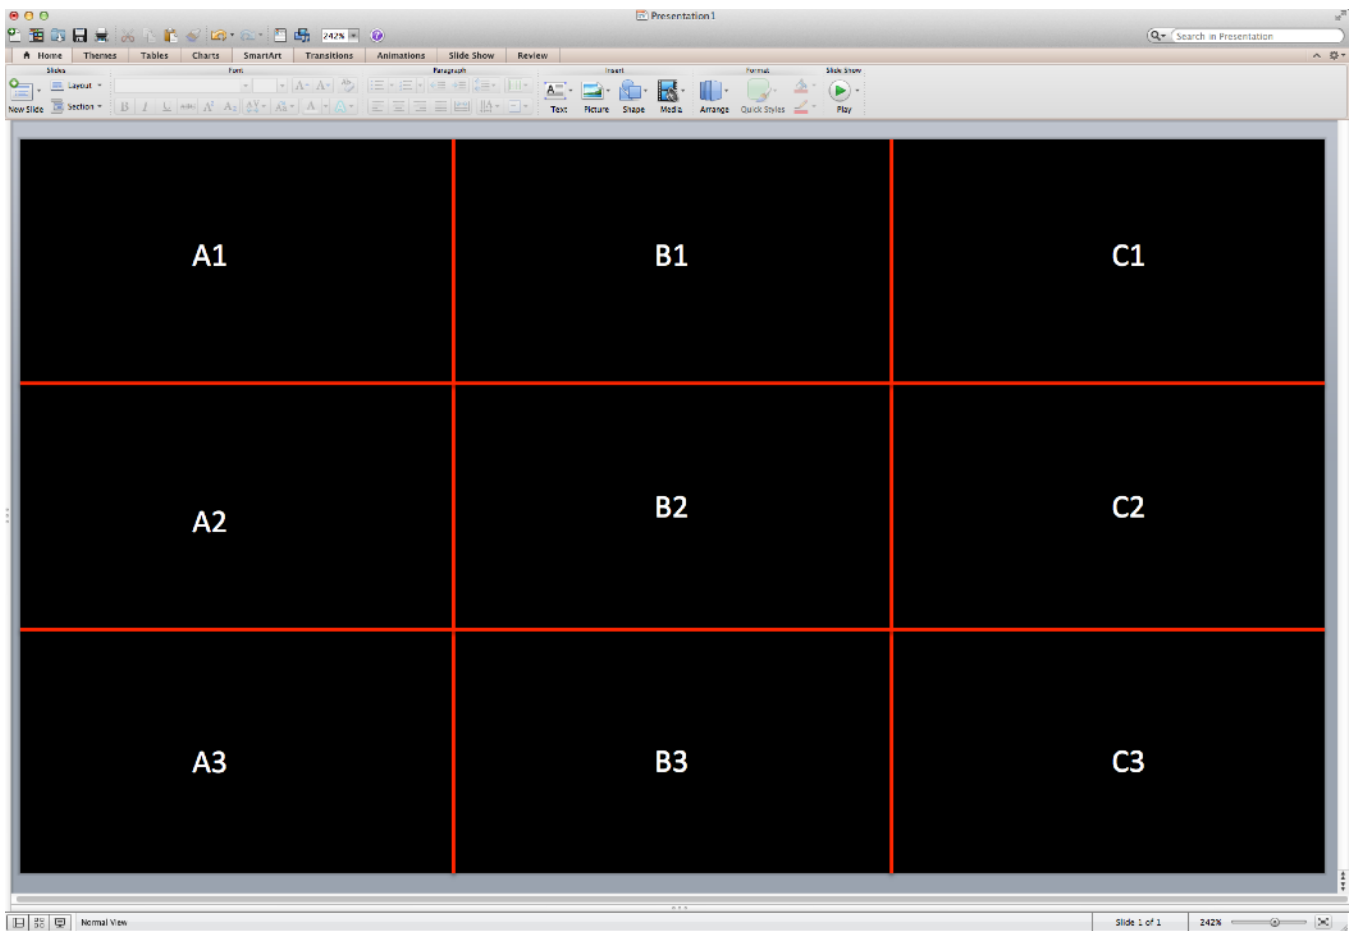 Presentation1
242%
Search in Presentation
Home Themes Tables Charts SmartArt Transitions Animations Slide Show Review
Slides Font Paragraph Insert Format Slide Show
Layout
New Slide Section
Text Picture Shape Media Arrange Quick Styles Play
A1 B1 C1
A2 B2 C2
A3 B3 C3
Normal View Slide 1 of 1 242%